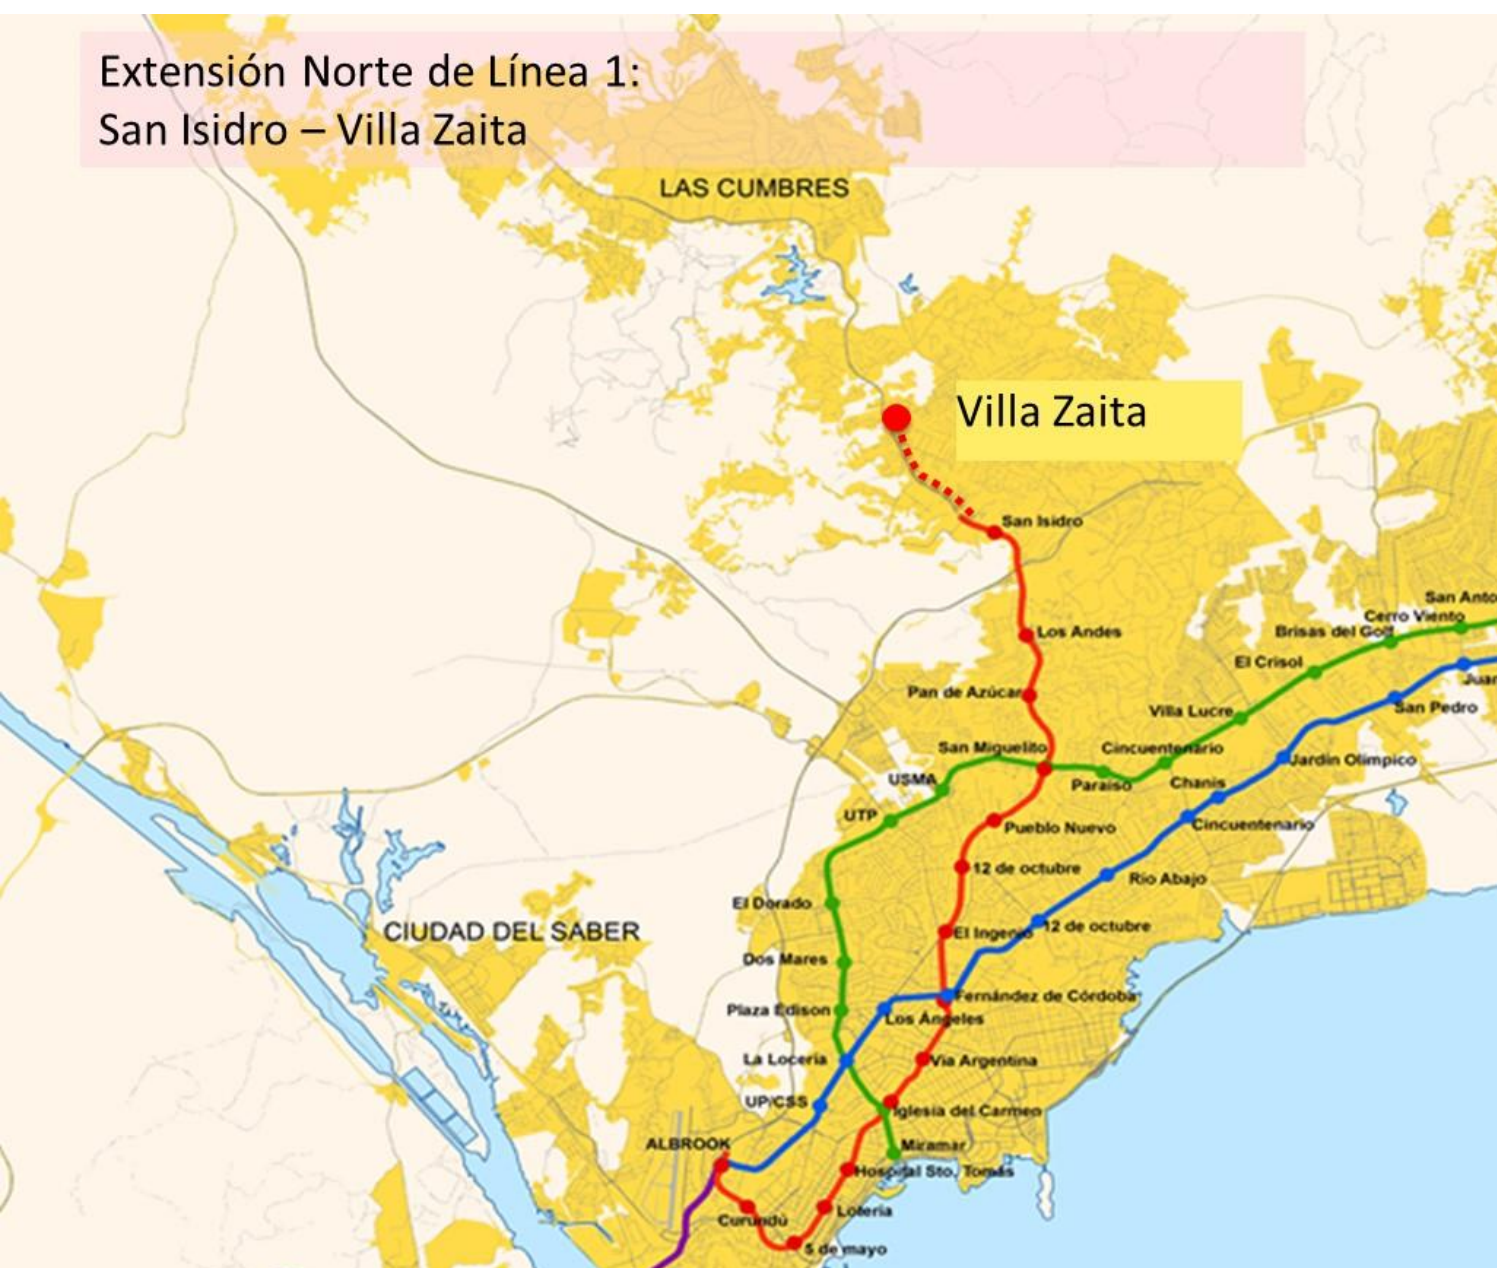 Extensión Norte de Línea 1:
San Isidro – Villa Zaita
LAS CUMBRES
Villa Zaita
San Isidro
San Anto
Cerro Viento
Brisas del Golf
Los Andes
El Crisol
Juan
Pan de Azúcar
San Pedro
Villa Lucre
San Miguelito
Cincuentenario
Jardín Olímpico
USMA
Paraíso
Chanis
UTP
Pueblo Nuevo
Cincuentenario
12 de octubre
Río Abajo
El Dorado
CIUDAD DEL SABER
El Ingenio
12 de octubre
Dos Mares
Fernández de Córdoba
Plaza Edison
Los Ángeles
La Locería
Vía Argentina
UP/CSS
Iglesia del Carmen
ALBROOK
Miramar
Hospital Sto. Tomás
Lotería
Curundú
5 de mayo